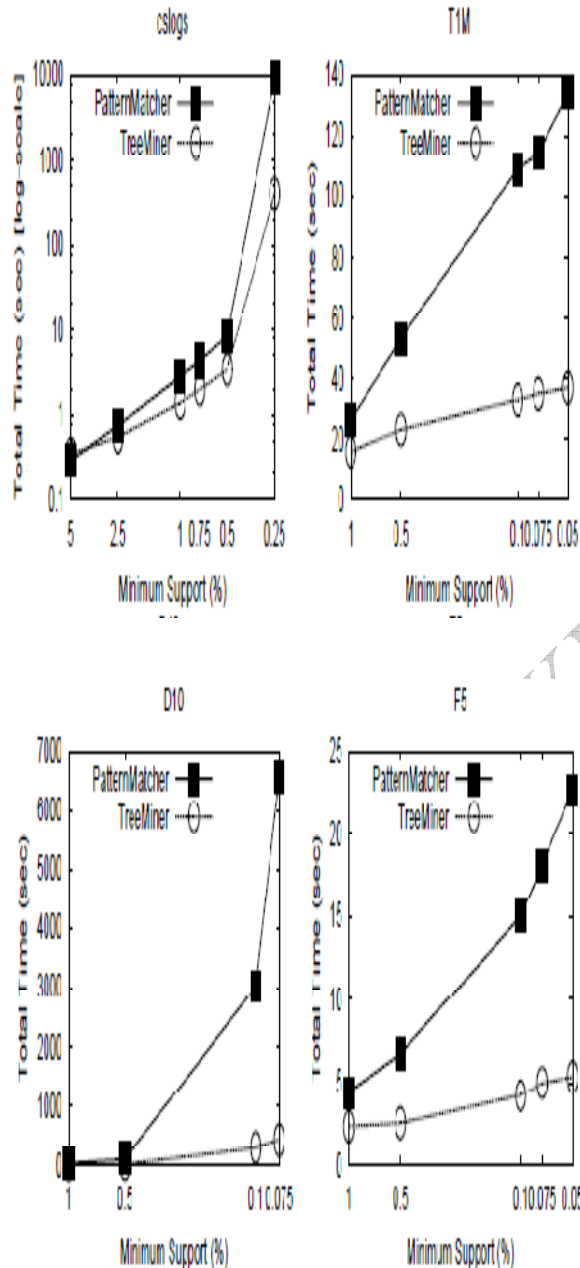 cslogs
10000
1000
100
10
1
0.1
Total Time (sec) [log-scale]
PatternMatcher
TreeMiner
5 2.5 1 0.75 0.5 0.25
Minimum Support (%)
T1M
140
120
100
80
60
40
20
0
Total Time (sec)
PatternMatcher
TreeMiner
1 0.5 0.1 0.075 0.05
Minimum Support (%)
D10
7000
6000
5000
4000
3000
2000
1000
0
Total Time (sec)
PatternMatcher
TreeMiner
1 0.5 0.1 0.075
Minimum Support (%)
F5
25
20
15
10
5
0
Total Time (sec)
PatternMatcher
TreeMiner
1 0.5 0.1 0.075 0.05
Minimum Support (%)